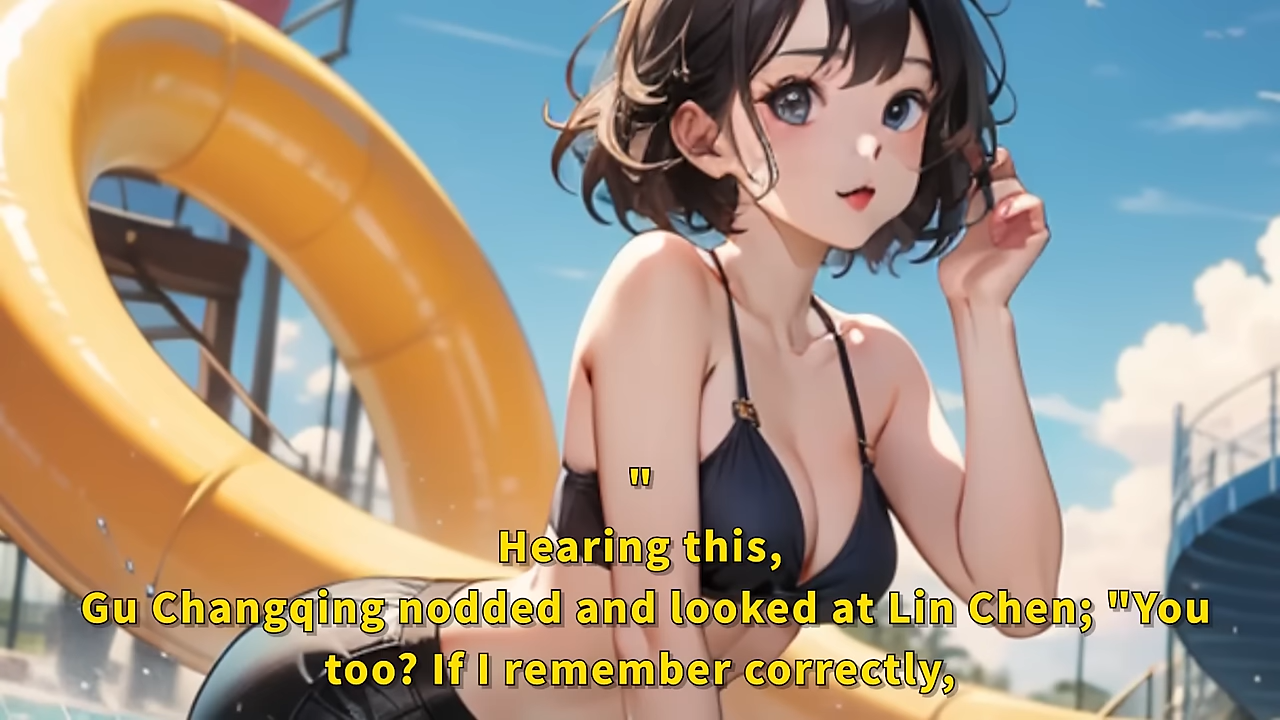 "
Hearing this,
Gu Changqing nodded and looked at Lin Chen; "You
too? If I remember correctly,